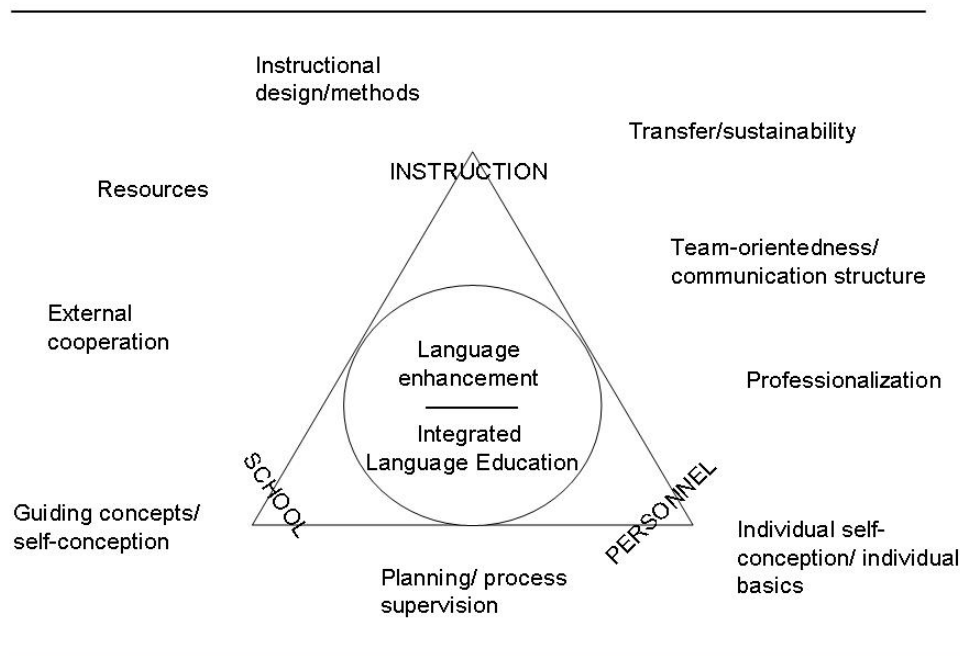 Instructional
design/methods
Transfer/sustainability
INSTRUCTION
Resources
Team-orientedness/
communication structure
External
cooperation
Language
enhancement
Professionalization
Integrated
Language Education
SCHOOL
PERSONNEL
Guiding concepts/
self-conception
Individual self-
conception/ individual
basics
Planning/ process
supervision